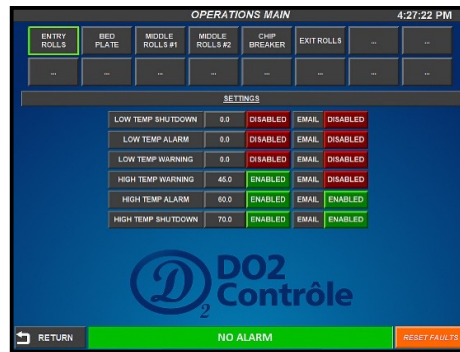 OPERATIONS MAIN 4:27:22 PM
ENTRY ROLLS BED PLATE MIDDLE ROLLS #1 MIDDLE ROLLS #2 CHIP BREAKER EXIT ROLLS ... ...
... ... ... ... ... ... ... ...
SETTINGS
LOW TEMP SHUTDOWN 0.0 DISABLED EMAIL DISABLED
LOW TEMP ALARM 0.0 DISABLED EMAIL DISABLED
LOW TEMP WARNING 0.0 DISABLED EMAIL DISABLED
HIGH TEMP WARNING 45.0 ENABLED EMAIL DISABLED
HIGH TEMP ALARM 60.0 ENABLED EMAIL ENABLED
HIGH TEMP SHUTDOWN 70.0 ENABLED EMAIL ENABLED
D2 DO2
Contrôle
RETURN NO ALARM RESET FAULTS